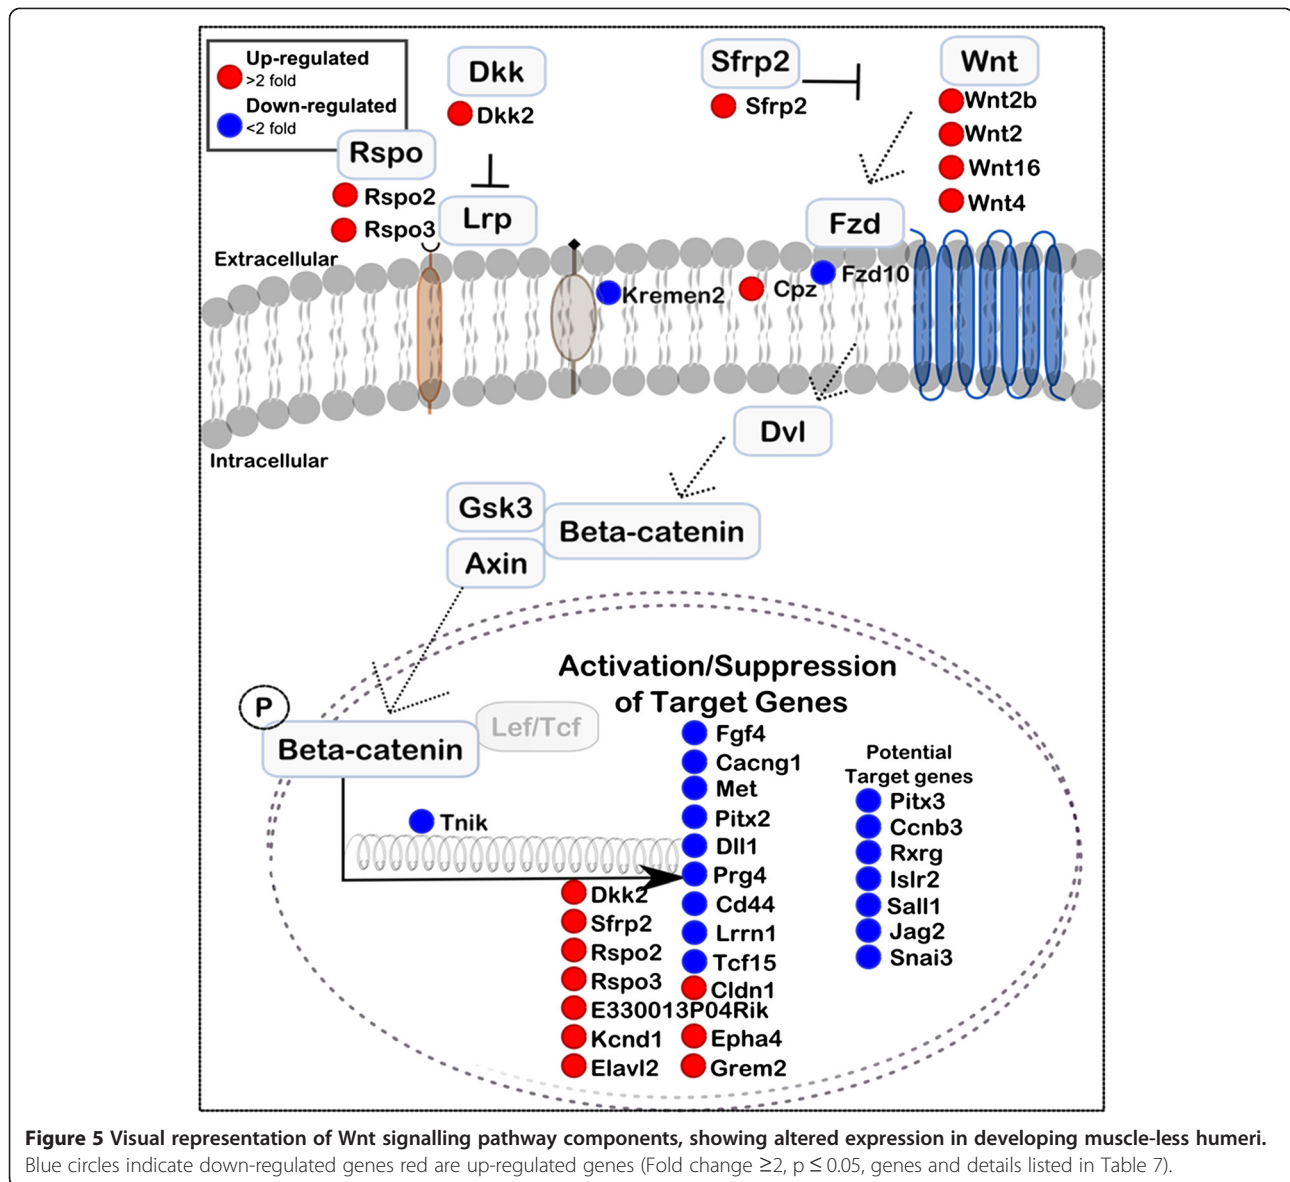 Up-regulated
>2 fold
Down-regulated
<2 fold
Dkk
Dkk2
Sfrp2
Sfrp2
Wnt
Wnt2b
Wnt2
Wnt16
Wnt4
Rspo
Rspo2
Rspo3
Lrp
Fzd
Extracellular
Kremen2
Cpz
Fzd10
Intracellular
Dvl
Gsk3
Axin
Beta-catenin
P
Beta-catenin
Lef/Tcf
Tnik
Activation/Suppression
of Target Genes
Fgf4
Cacng1
Met
Pitx2
Dll1
Prg4
Cd44
Lrrn1
Tcf15
Cldn1
Epha4
Grem2
Dkk2
Sfrp2
Rspo2
Rspo3
E330013P04Rik
Kcnd1
Elavl2
Potential
Target genes
Pitx3
Ccnb3
Rxrg
Islr2
Sall1
Jag2
Snai3
Figure 5 Visual representation of Wnt signalling pathway components, showing altered expression in developing muscle-less humeri.
Blue circles indicate down-regulated genes red are up-regulated genes (Fold change ≥2, p ≤ 0.05, genes and details listed in Table 7).